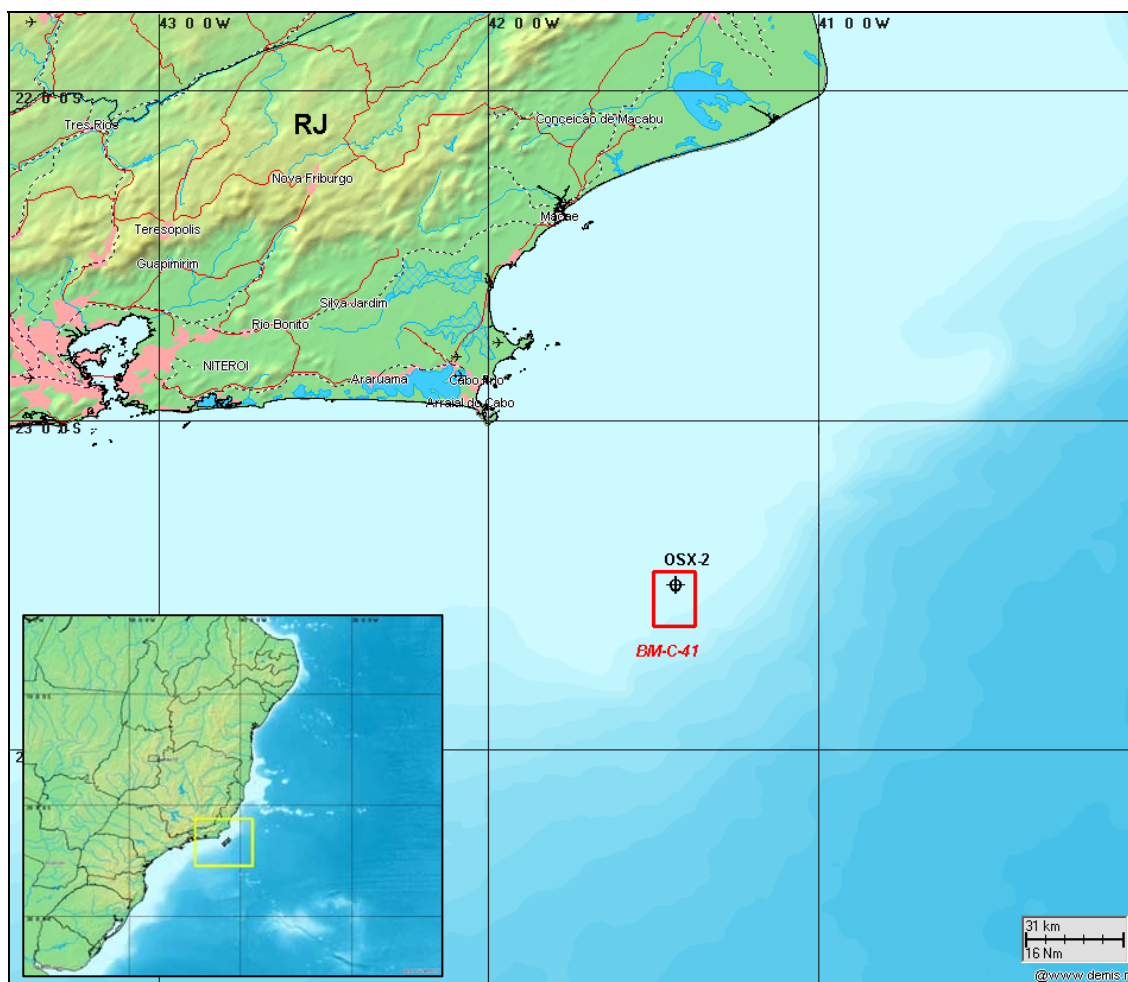 43 0 0 W
42 0 0 W
41 0 0 W
22 0 0 S
Tres Rios
RJ
Conceicao de Macabu
Nova Friburgo
Macae
Teresopolis
Guapimirim
Silva Jardim
Rio Bonito
NITEROI
Araruama
Cabo Frio
Arraial do Cabo
23 0 0 S
OSX-2
BM-C-41
2
31 km
16 Nm
@www.demis.n